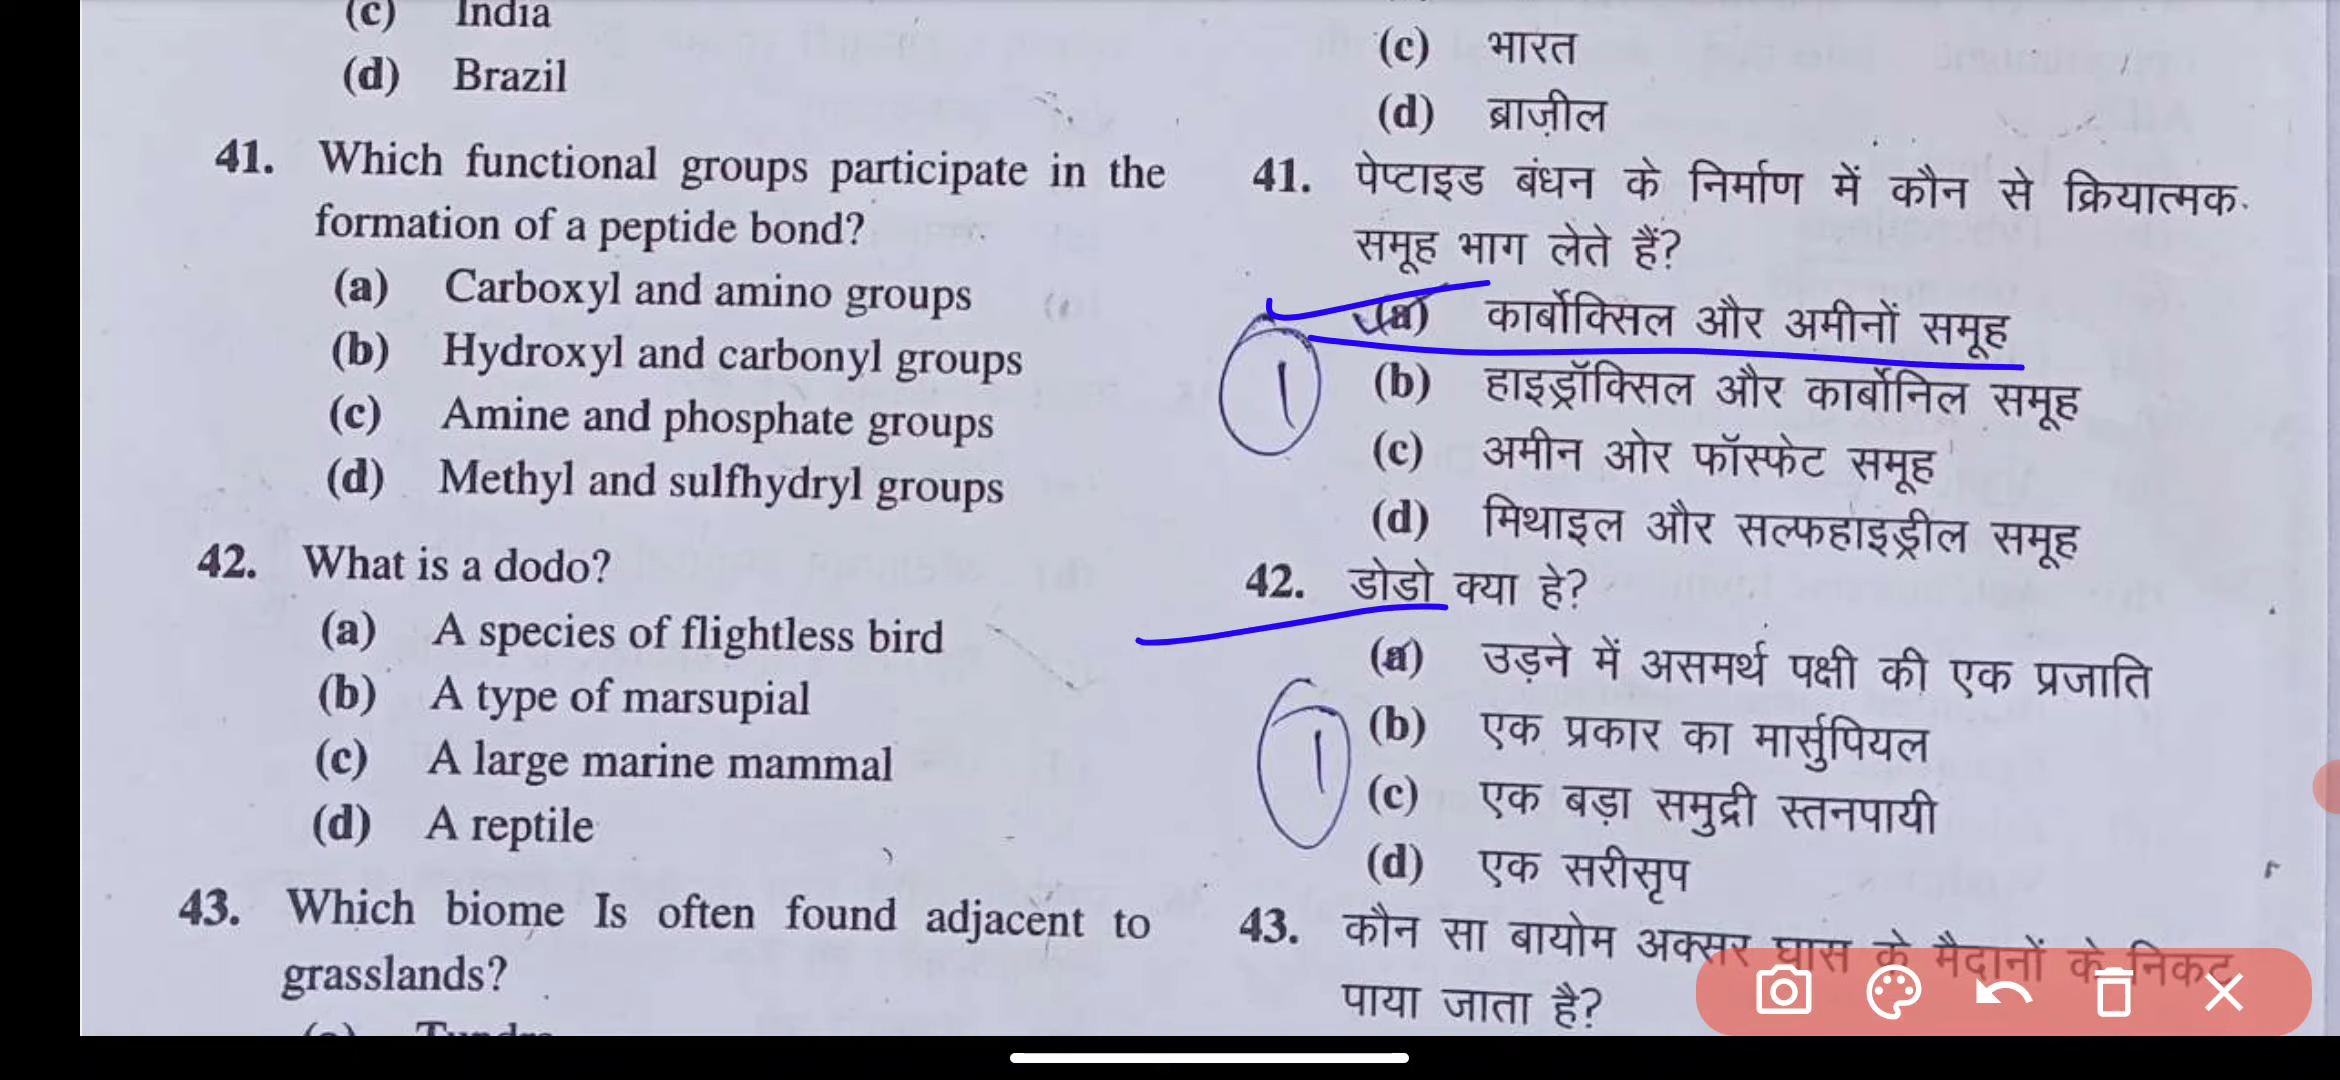 (c) India
(d) Brazil
41. Which functional groups participate in the
formation of a peptide bond?
(a) Carboxyl and amino groups
(b) Hydroxyl and carbonyl groups
(c) Amine and phosphate groups
(d) Methyl and sulfhydryl groups
42. What is a dodo?
(a) A species of flightless bird
(b) A type of marsupial
(c) A large marine mammal
(d) A reptile
43. Which biome Is often found adjacent to
grasslands?
(a) Tundra
(c) भारत
(d) ब्राज़ील
41. पेप्टाइड बंधन के निर्माण में कौन से क्रियात्मक
समूह भाग लेते हैं?
(a) कार्बोक्सिल और अमीनों समूह
1
(b) हाइड्रॉक्सिल और कार्बोनिल समूह
(c) अमीन ओर फॉस्फेट समूह
(d) मिथाइल और सल्फहाइड्रील समूह
42. डोडो क्या हे?
(a) उड़ने में असमर्थ पक्षी की एक प्रजाति
1
(b) एक प्रकार का मार्सुपियल
(c) एक बड़ा समुद्री स्तनपायी
(d) एक सरीसृप
43. कौन सा बायोम अक्सर घास के मैदानों के निकट
पाया जाता है?